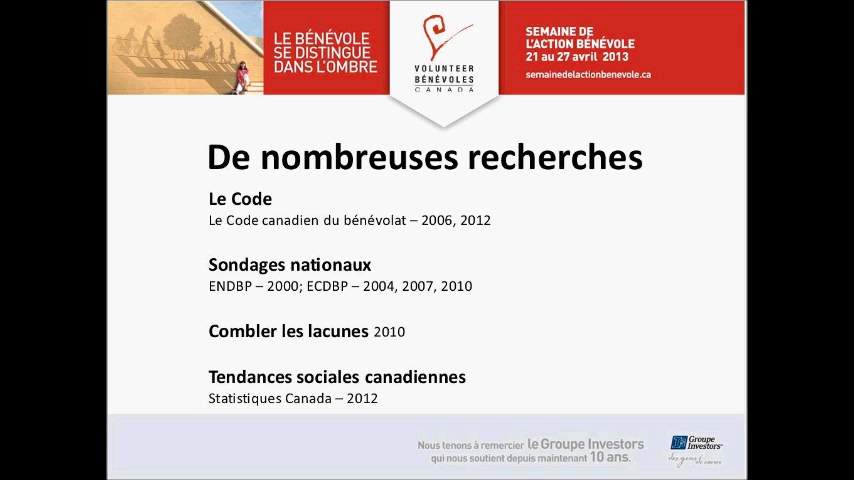 LE BÉNÉVOLE
SE DISTINGUE
DANS L'OMBRE
VOLUNTEER
BÉNÉVOLES
CANADA
SEMAINE DE
L'ACTION BÉNÉVOLE
21 au 27 avril 2013
semainedelactionbenevole.ca
De nombreuses recherches
Le Code
Le Code canadien du bénévolat – 2006, 2012
Sondages nationaux
ENDBP – 2000; ECDBP – 2004, 2007, 2010
Combler les lacunes 2010
Tendances sociales canadiennes
Statistiques Canada – 2012
Nous tenons à remercier le Groupe Investors
qui nous soutient depuis maintenant 10 ans.
Groupe
Investors